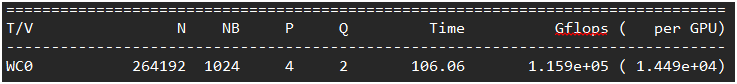 ================================================================================
T/V                N    NB     P     Q         Time          Gflops (   per GPU)
--------------------------------------------------------------------------------
WC0           264192  1024     4     2       106.06       1.159e+05 ( 1.449e+04)